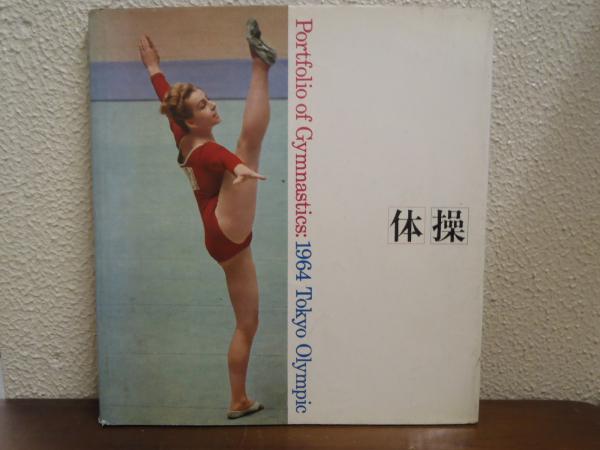 Portfolio of Gymnastics: 1964 Tokyo Olympic
体操